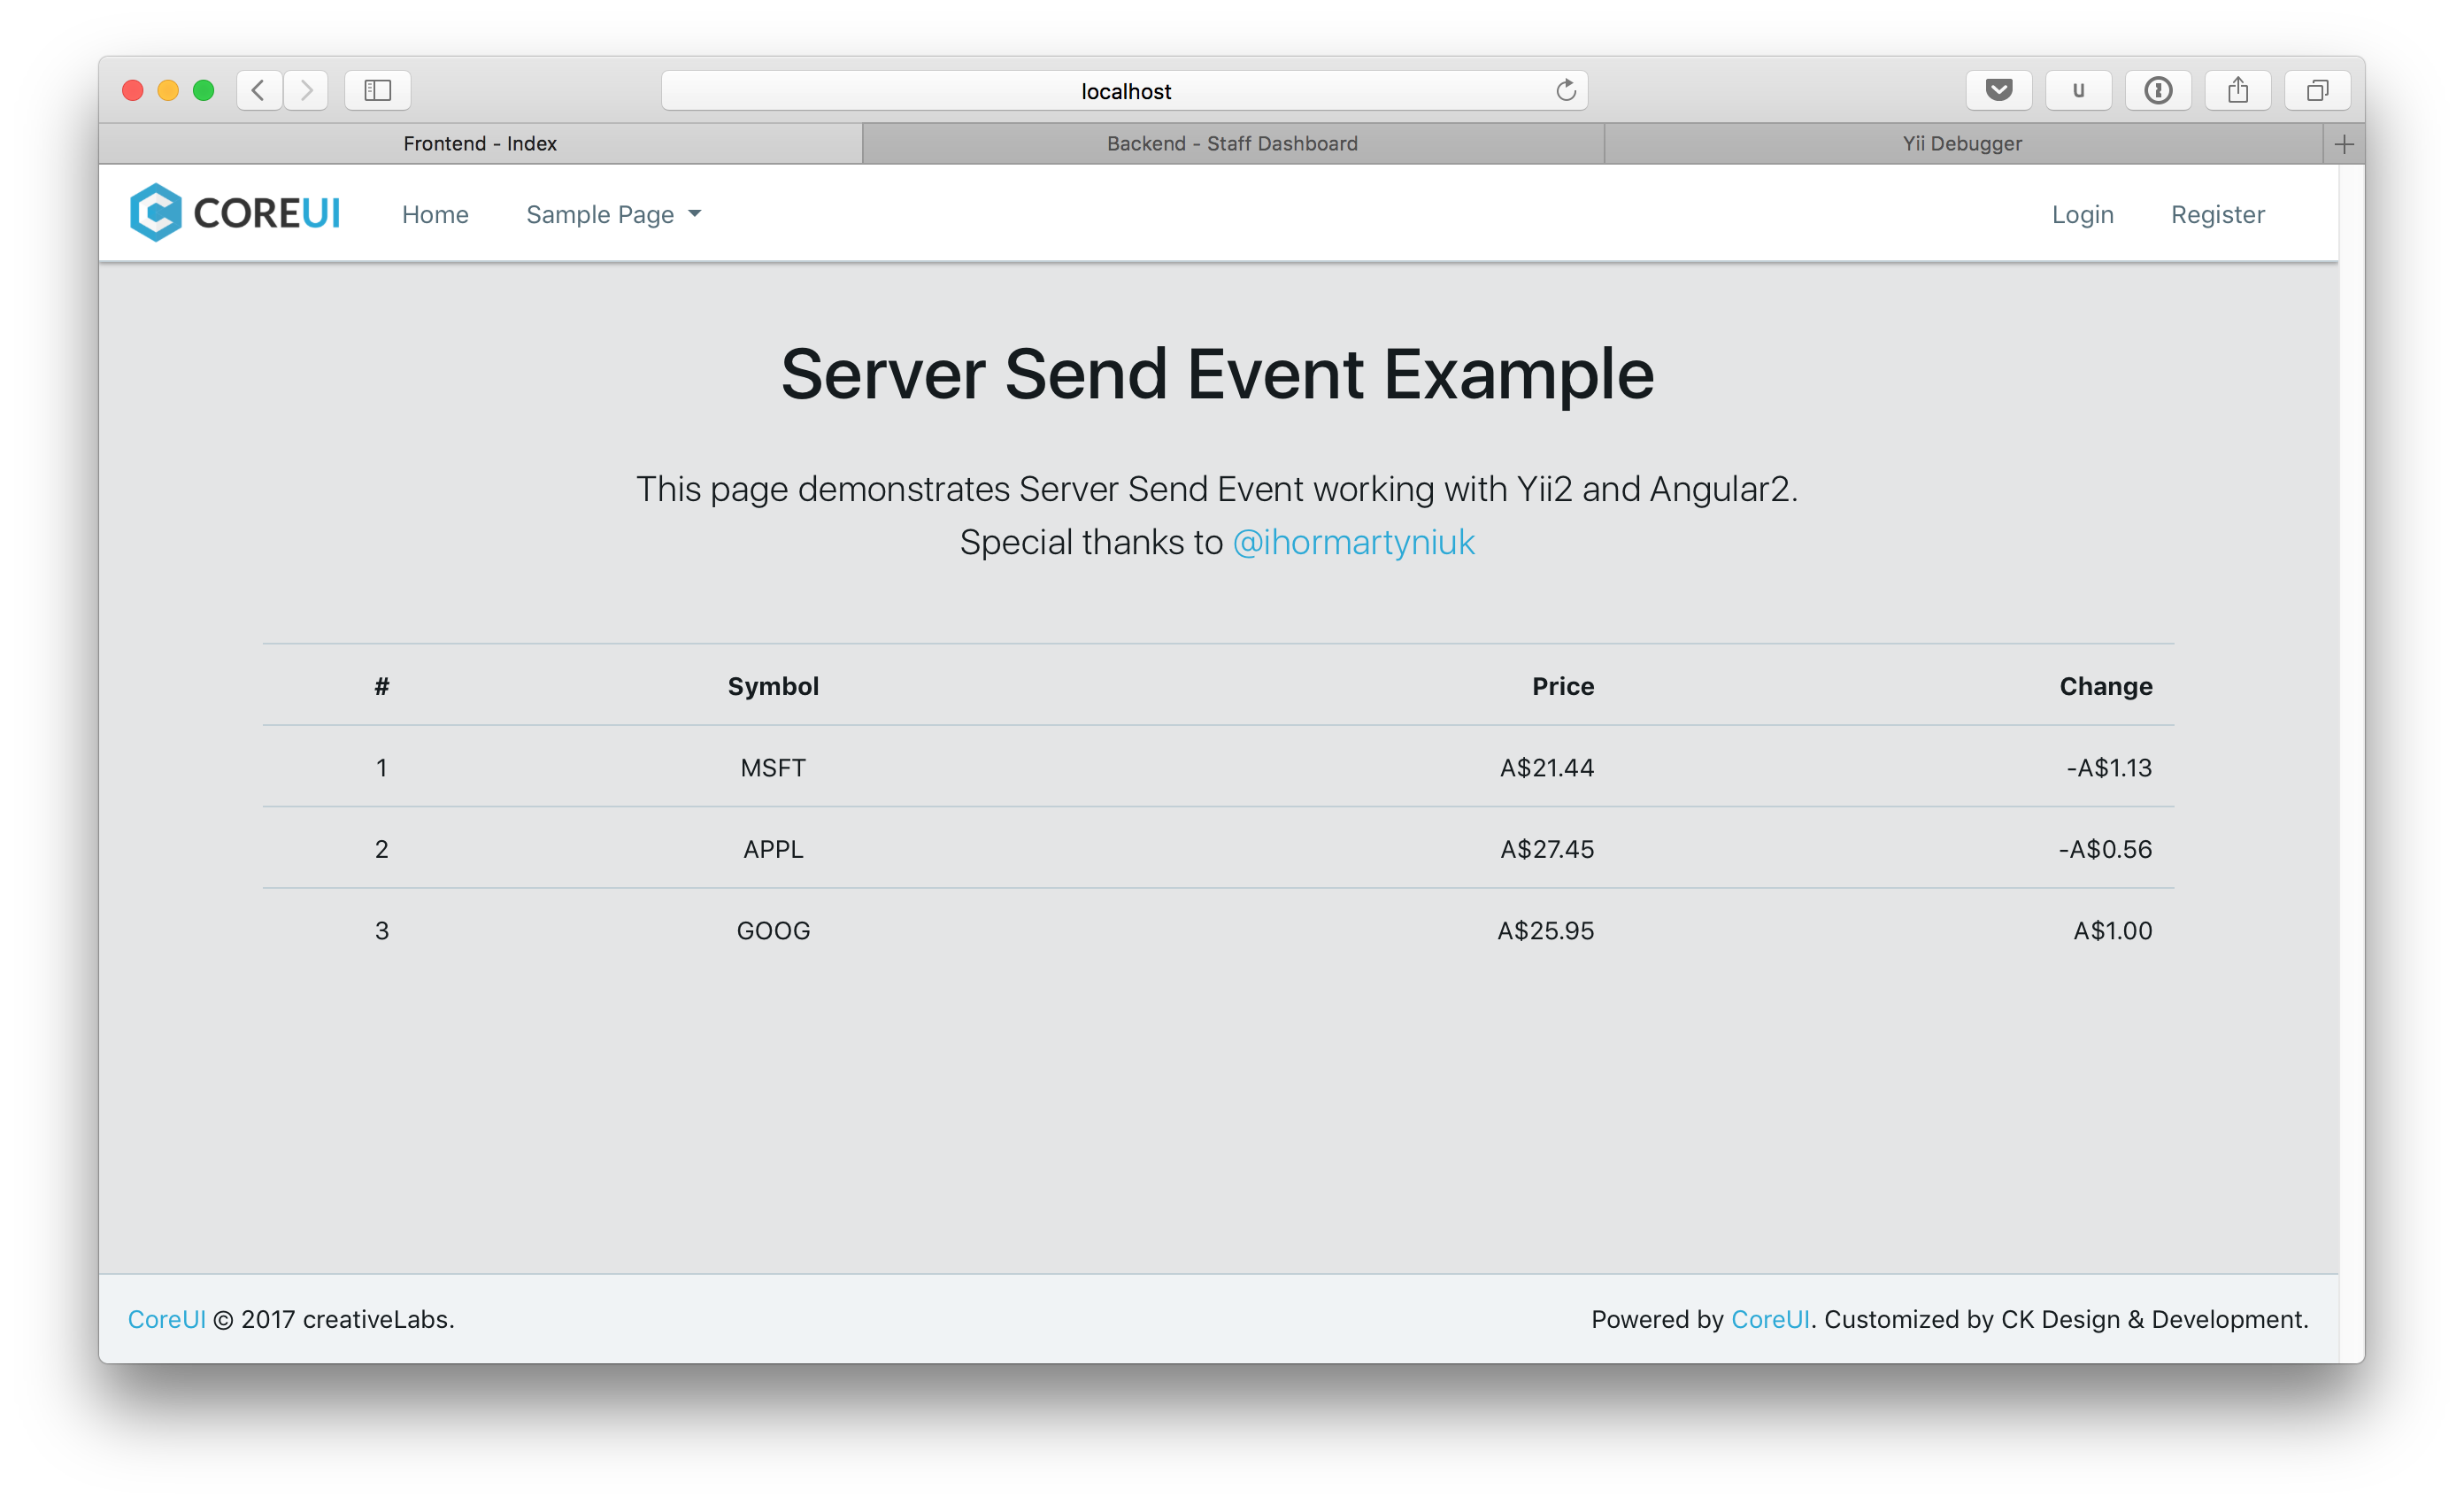 localhost
u
Frontend - Index
Backend - Staff Dashboard
Yii Debugger
COREUI
Home
Sample Page
Login
Register
Server Send Event Example
This page demonstrates Server Send Event working with Yii2 and Angular2.
Special thanks to @ihormartyniuk
# Symbol Price Change
1 MSFT A$21.44 -A$1.13
2 APPL A$27.45 -A$0.56
3 GOOG A$25.95 A$1.00
CoreUI © 2017 creativeLabs.
Powered by CoreUI. Customized by CK Design & Development.